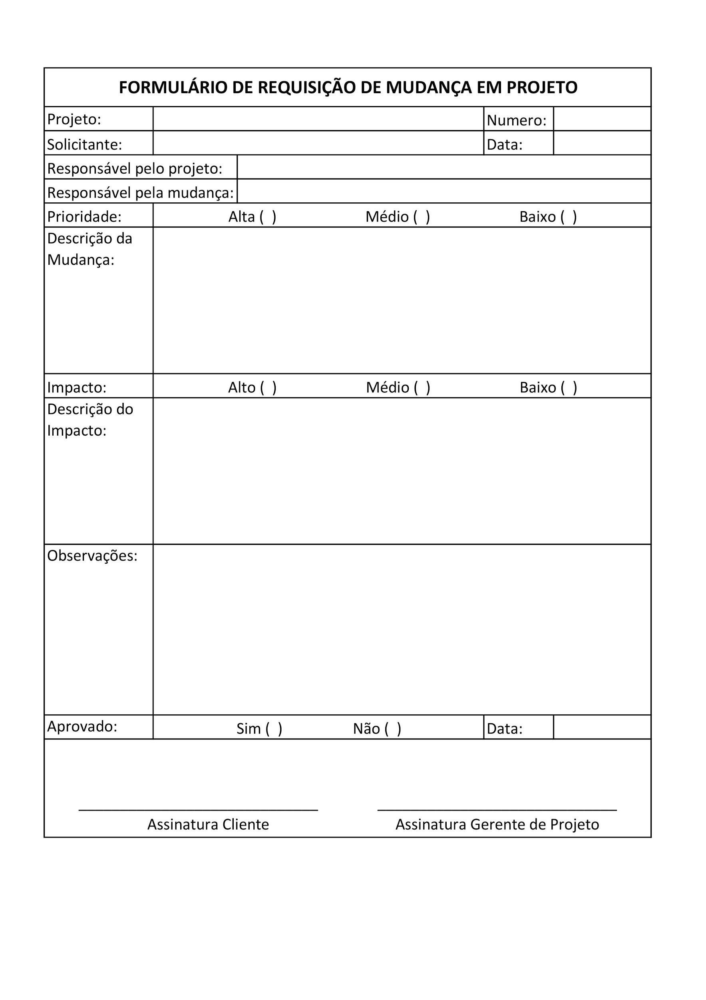 FORMULÁRIO DE REQUISIÇÃO DE MUDANÇA EM PROJETO
Projeto: Numero:
Solicitante: Data:
Responsável pelo projeto:
Responsável pela mudança:
Prioridade: Alta ( ) Médio ( ) Baixo ( )
Descrição da
Mudança:
Impacto: Alto ( ) Médio ( ) Baixo ( )
Descrição do
Impacto:
Observações:
Aprovado: Sim ( ) Não ( ) Data:
Assinatura Cliente Assinatura Gerente de Projeto